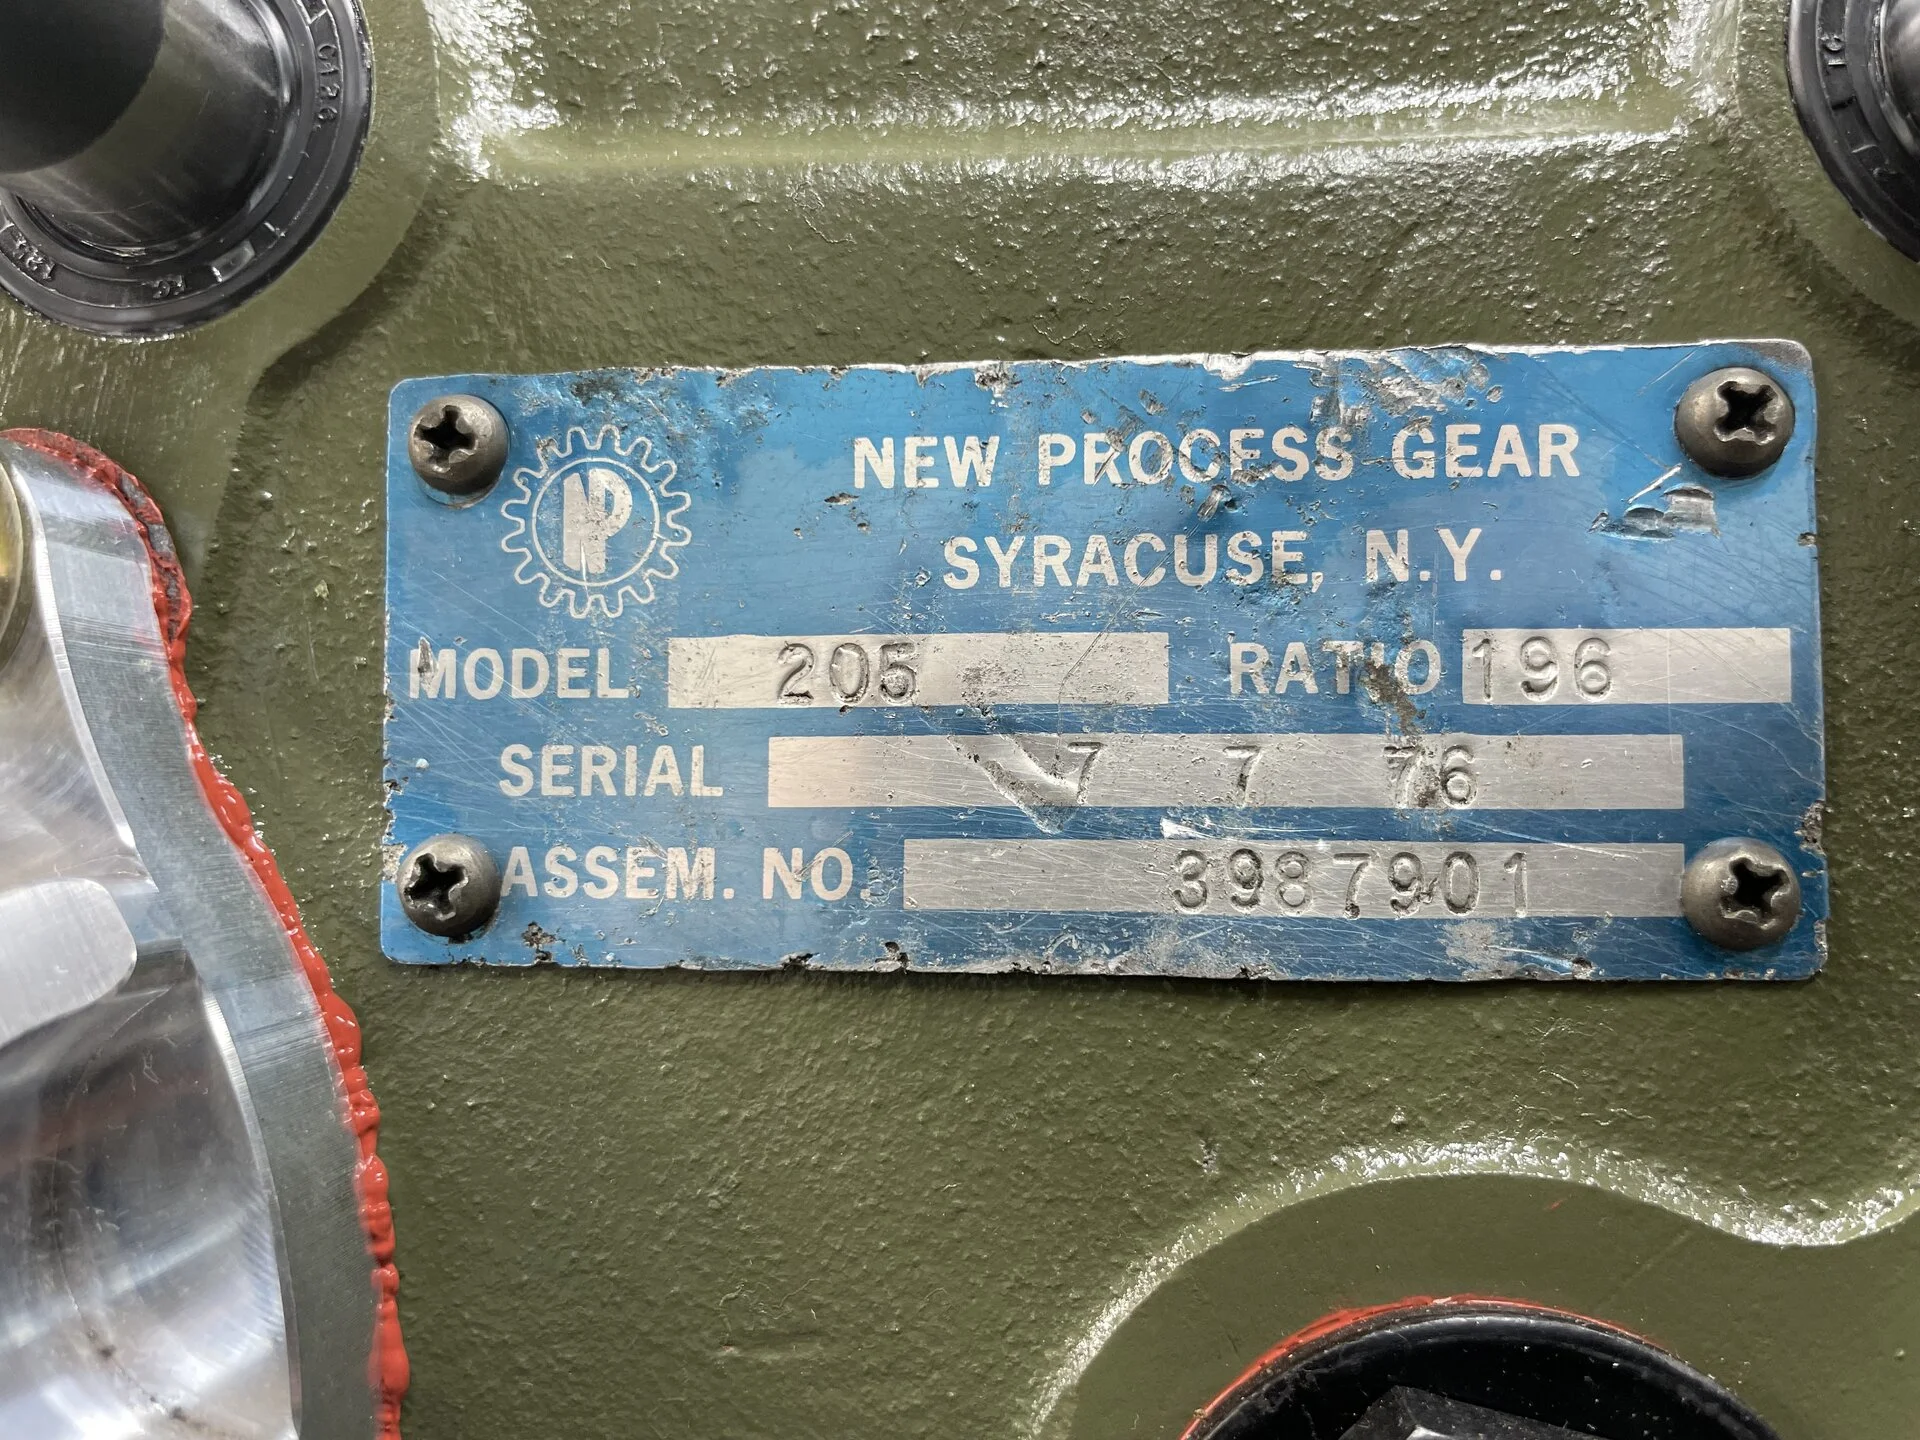 NP
NEW PROCESS GEAR
SYRACUSE, N.Y.
MODEL 205 RATIO 196
SERIAL 7 7 76
ASSEM. NO. 3987901